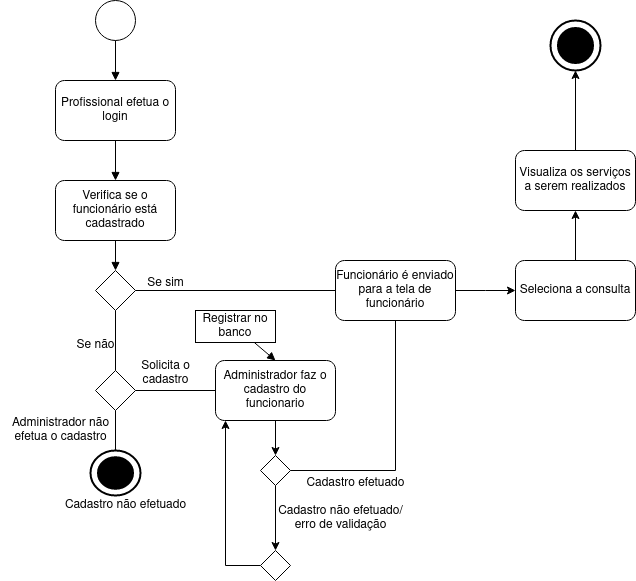 Profissional efetua o
login
Verifica se o
funcionário está
cadastrado
Se sim
Funcionário é enviado
para a tela de
funcionário
Seleciona a consulta
Visualiza os serviços
a serem realizados
Se não
Registrar no
banco
Solicita o
cadastro
Administrador faz o
cadastro do
funcionario
Administrador não
efetua o cadastro
Cadastro não efetuado
Cadastro efetuado
Cadastro não efetuado/
erro de validação